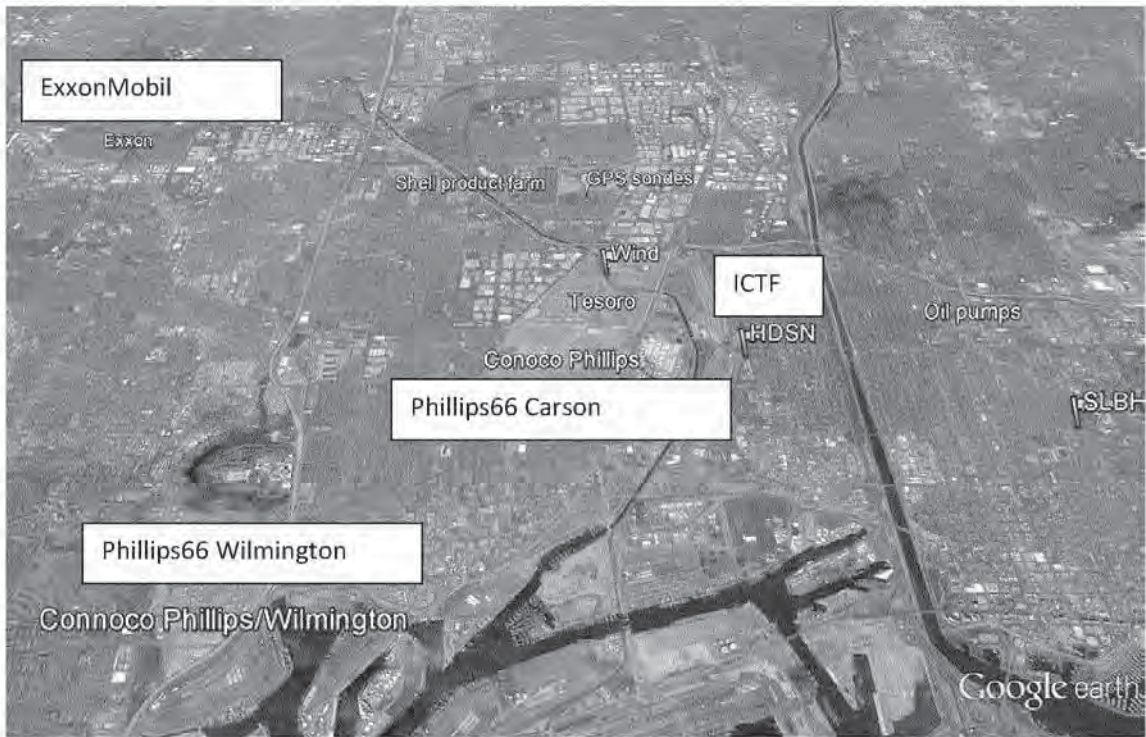 ExxonMobil
Exxon
Shell product farm
GPS sondes
Wind
ICTF
Tesoro
Oil pumps
HDSN
Conoco Phillips
Phillips66 Carson
SLBH
Phillips66 Wilmington
Connoco Phillips/Wilmington
Google earth